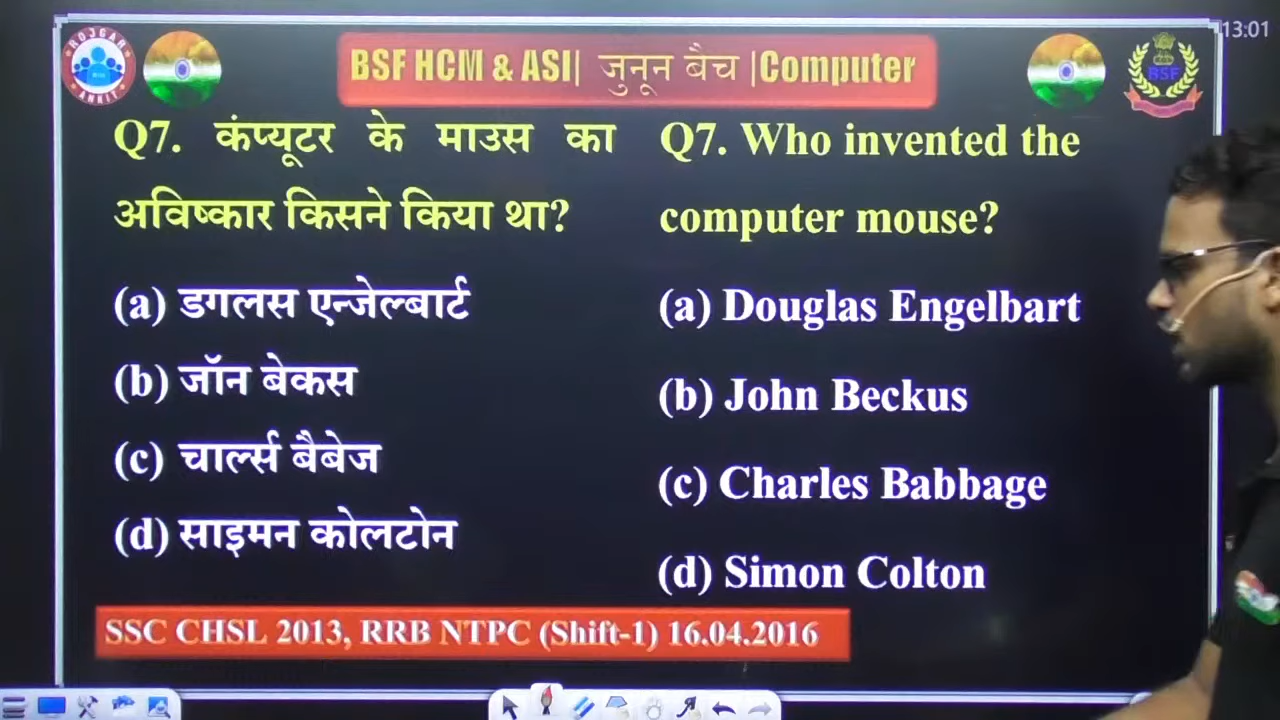 13:01
ROJGAR
ANKIT
BSF HCM & ASI| जुनून बैच |Computer
BSF
Q7. कंप्यूटर के माउस का
अविष्कार किसने किया था?
(a) डगलस एन्जेल्बार्ट
(b) जॉन बेकस
(c) चार्ल्स बैबेज
(d) साइमन कोलटोन
Q7. Who invented the
computer mouse?
(a) Douglas Engelbart
(b) John Beckus
(c) Charles Babbage
(d) Simon Colton
SSC CHSL 2013, RRB NTPC (Shift-1) 16.04.2016